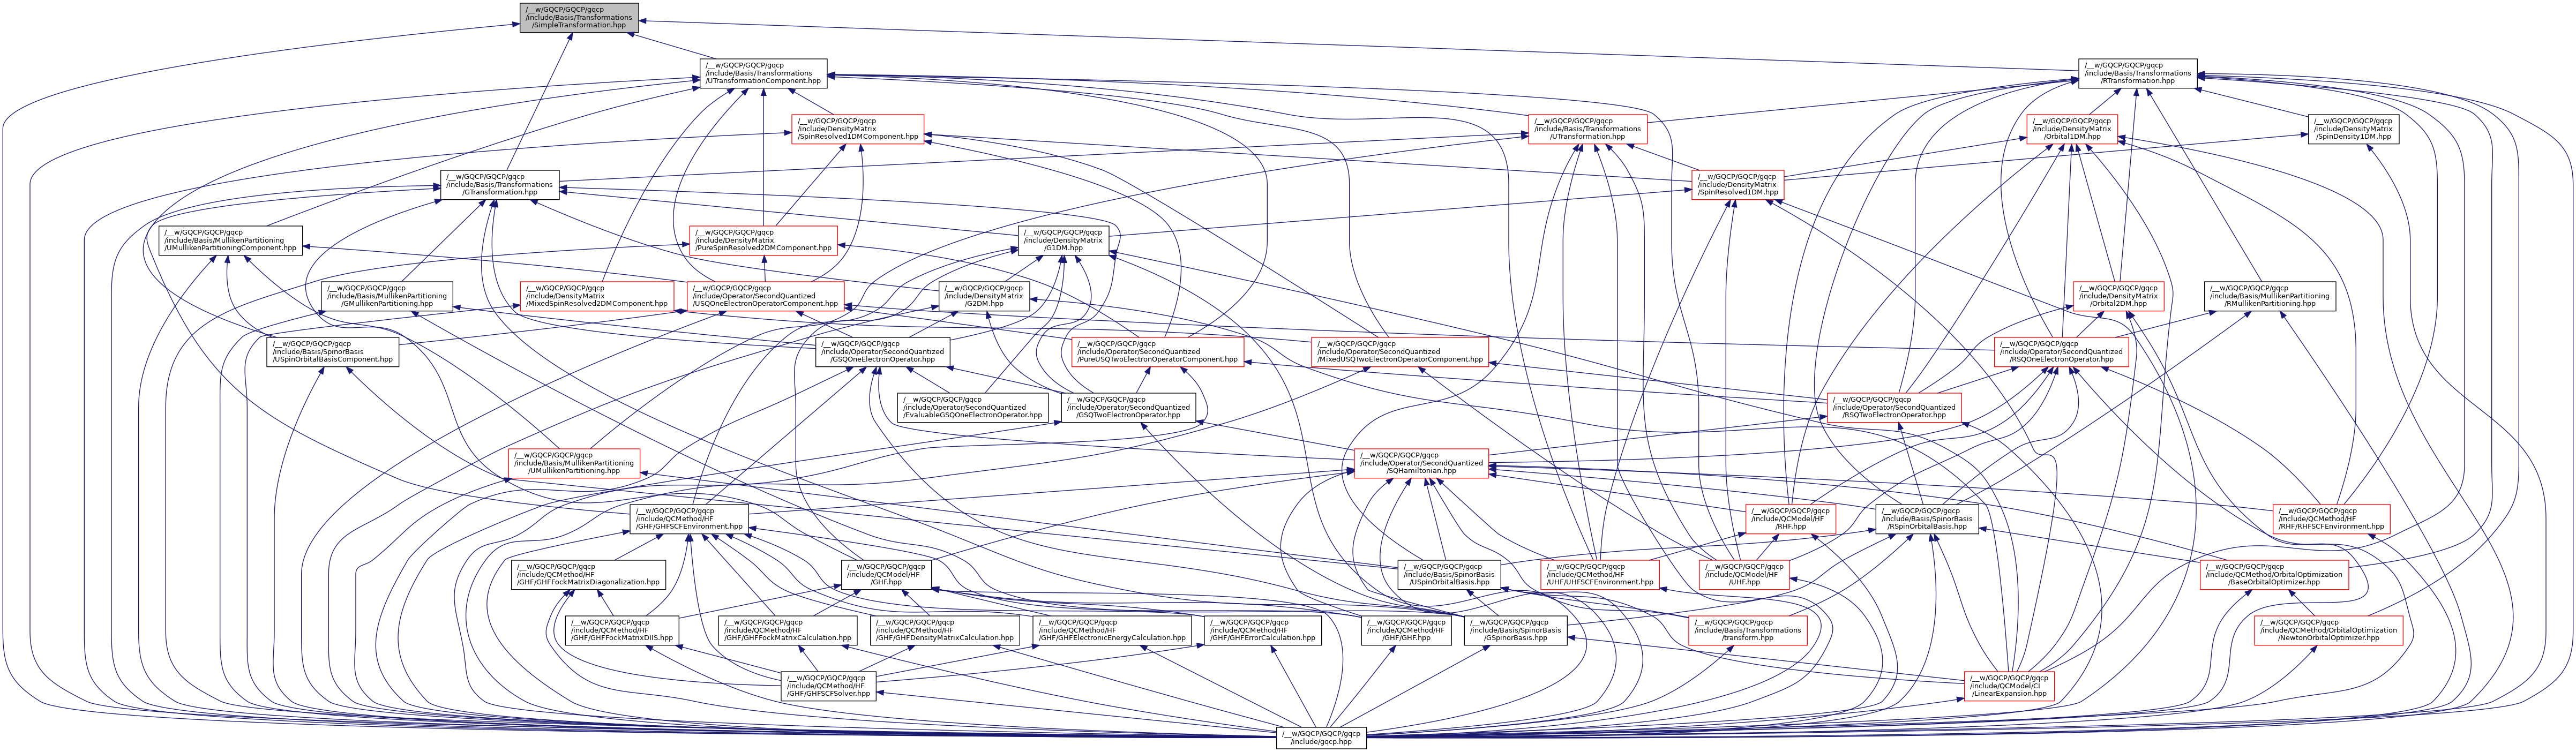 /__w/GQCP/GQCP/gqcp
/include/Basis/Transformations
/SimpleTransformation.hpp
/__w/GQCP/GQCP/gqcp
/include/Basis/Transformations
/UTransformationComponent.hpp
/__w/GQCP/GQCP/gqcp
/include/Basis/Transformations
/RTransformation.hpp
/__w/GQCP/GQCP/gqcp
/include/DensityMatrix
/SpinResolved1DMComponent.hpp
/__w/GQCP/GQCP/gqcp
/include/Basis/Transformations
/UTransformation.hpp
/__w/GQCP/GQCP/gqcp
/include/DensityMatrix
/Orbital1DM.hpp
/__w/GQCP/GQCP/gqcp
/include/DensityMatrix
/SpinDensity1DM.hpp
/__w/GQCP/GQCP/gqcp
/include/Basis/Transformations
/GTransformation.hpp
/__w/GQCP/GQCP/gqcp
/include/DensityMatrix
/SpinResolved1DM.hpp
/__w/GQCP/GQCP/gqcp
/include/Basis/MullikenPartitioning
/UMullikenPartitioningComponent.hpp
/__w/GQCP/GQCP/gqcp
/include/DensityMatrix
/PureSpinResolved2DMComponent.hpp
/__w/GQCP/GQCP/gqcp
/include/DensityMatrix
/G1DM.hpp
/__w/GQCP/GQCP/gqcp
/include/Basis/MullikenPartitioning
/GMullikenPartitioning.hpp
/__w/GQCP/GQCP/gqcp
/include/DensityMatrix
/MixedSpinResolved2DMComponent.hpp
/__w/GQCP/GQCP/gqcp
/include/Operator/SecondQuantized
/USQOneElectronOperatorComponent.hpp
/__w/GQCP/GQCP/gqcp
/include/DensityMatrix
/G2DM.hpp
/__w/GQCP/GQCP/gqcp
/include/DensityMatrix
/Orbital2DM.hpp
/__w/GQCP/GQCP/gqcp
/include/Basis/MullikenPartitioning
/RMullikenPartitioning.hpp
/__w/GQCP/GQCP/gqcp
/include/Basis/SpinorBasis
/USpinOrbitalBasisComponent.hpp
/__w/GQCP/GQCP/gqcp
/include/Operator/SecondQuantized
/GSQOneElectronOperator.hpp
/__w/GQCP/GQCP/gqcp
/include/Operator/SecondQuantized
/PureUSQTwoElectronOperatorComponent.hpp
/__w/GQCP/GQCP/gqcp
/include/Operator/SecondQuantized
/MixedUSQTwoElectronOperatorComponent.hpp
/__w/GQCP/GQCP/gqcp
/include/Operator/SecondQuantized
/RSQOneElectronOperator.hpp
/__w/GQCP/GQCP/gqcp
/include/Operator/SecondQuantized
/EvaluableGSQOneElectronOperator.hpp
/__w/GQCP/GQCP/gqcp
/include/Operator/SecondQuantized
/GSQTwoElectronOperator.hpp
/__w/GQCP/GQCP/gqcp
/include/Operator/SecondQuantized
/RSQTwoElectronOperator.hpp
/__w/GQCP/GQCP/gqcp
/include/Basis/MullikenPartitioning
/UMullikenPartitioning.hpp
/__w/GQCP/GQCP/gqcp
/include/Operator/SecondQuantized
/SQHamiltonian.hpp
/__w/GQCP/GQCP/gqcp
/include/QCMethod/HF
/GHF/GHFSCFEnvironment.hpp
/__w/GQCP/GQCP/gqcp
/include/QCModel/HF
/RHF.hpp
/__w/GQCP/GQCP/gqcp
/include/Basis/SpinorBasis
/RSpinOrbitalBasis.hpp
/__w/GQCP/GQCP/gqcp
/include/QCMethod/HF
/RHF/RHFSCFEnvironment.hpp
/__w/GQCP/GQCP/gqcp
/include/QCMethod/HF
/GHF/GHFFockMatrixDiagonalization.hpp
/__w/GQCP/GQCP/gqcp
/include/QCModel/HF
/GHF.hpp
/__w/GQCP/GQCP/gqcp
/include/Basis/SpinorBasis
/USpinOrbitalBasis.hpp
/__w/GQCP/GQCP/gqcp
/include/QCMethod/HF
/UHF/UHFSCFEnvironment.hpp
/__w/GQCP/GQCP/gqcp
/include/QCModel/HF
/UHF.hpp
/__w/GQCP/GQCP/gqcp
/include/QCMethod/OrbitalOptimization
/BaseOrbitalOptimizer.hpp
/__w/GQCP/GQCP/gqcp
/include/QCMethod/HF
/GHF/GHFFockMatrixDIIS.hpp
/__w/GQCP/GQCP/gqcp
/include/QCMethod/HF
/GHF/GHFFockMatrixCalculation.hpp
/__w/GQCP/GQCP/gqcp
/include/QCMethod/HF
/GHF/GHFDensityMatrixCalculation.hpp
/__w/GQCP/GQCP/gqcp
/include/QCMethod/HF
/GHF/GHFElectronicEnergyCalculation.hpp
/__w/GQCP/GQCP/gqcp
/include/QCMethod/HF
/GHF/GHFErrorCalculation.hpp
/__w/GQCP/GQCP/gqcp
/include/QCMethod/HF
/GHF/GHF.hpp
/__w/GQCP/GQCP/gqcp
/include/Basis/SpinorBasis
/GSpinorBasis.hpp
/__w/GQCP/GQCP/gqcp
/include/Basis/Transformations
/transform.hpp
/__w/GQCP/GQCP/gqcp
/include/QCMethod/OrbitalOptimization
/NewtonOrbitalOptimizer.hpp
/__w/GQCP/GQCP/gqcp
/include/QCMethod/HF
/GHF/GHFSCFSolver.hpp
/__w/GQCP/GQCP/gqcp
/include/QCModel/CI
/LinearExpansion.hpp
/__w/GQCP/GQCP/gqcp
/include/gqcp.hpp